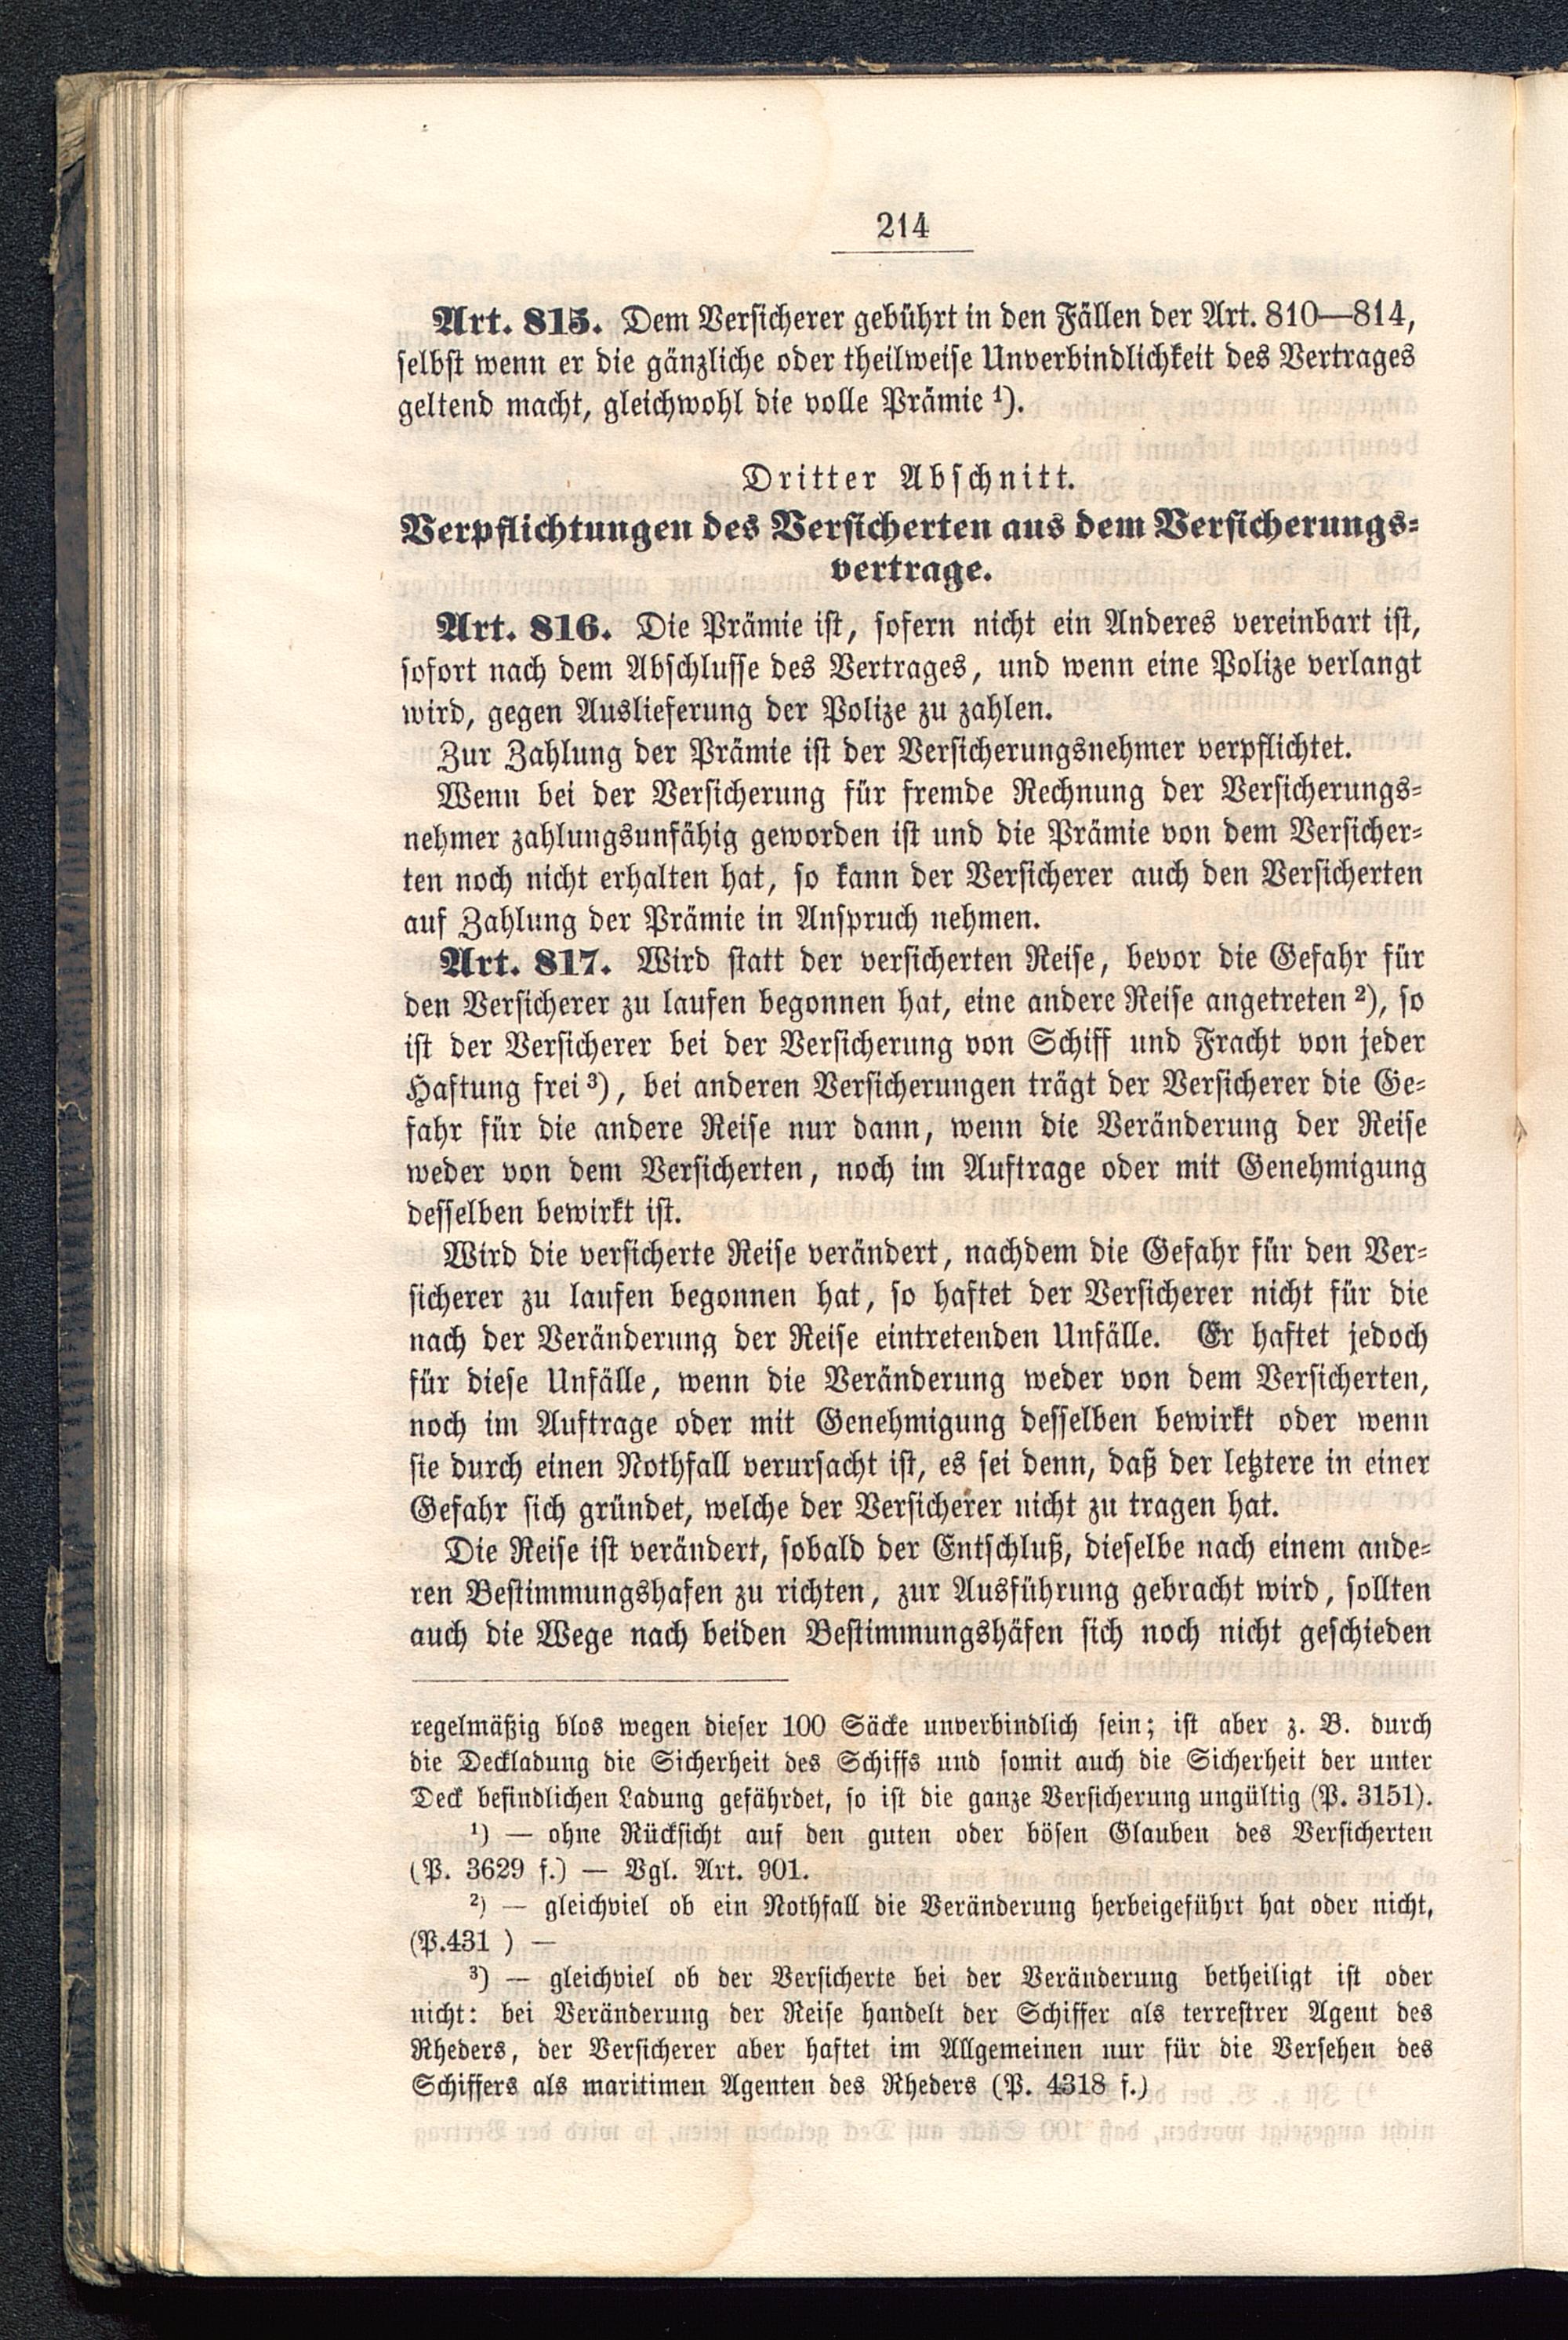 214
Art. 815. Dem Versicherer gebührt in den Fällen der Art. 810—814,
selbst wenn er die gänzliche oder theilweise Unverbindlichkeit des Vertrages
geltend macht, gleichwohl die volle Prämie ¹).
Dritter Abschnitt.
Verpflichtungen des Versicherten aus dem Versicherungs-
vertrage.
Art. 816. Die Prämie ist, sofern nicht ein Anderes vereinbart ist,
sofort nach dem Abschlusse des Vertrages, und wenn eine Polize verlangt
wird, gegen Auslieferung der Polize zu zahlen.
Zur Zahlung der Prämie ist der Versicherungsnehmer verpflichtet.
Wenn bei der Versicherung für fremde Rechnung der Versicherungs-
nehmer zahlungsunfähig geworden ist und die Prämie von dem Versicher-
ten noch nicht erhalten hat, so kann der Versicherer auch den Versicherten
auf Zahlung der Prämie in Anspruch nehmen.
Art. 817. Wird statt der versicherten Reise, bevor die Gefahr für
den Versicherer zu laufen begonnen hat, eine andere Reise angetreten ²), so
ist der Versicherer bei der Versicherung von Schiff und Fracht von jeder
Haftung frei ³), bei anderen Versicherungen trägt der Versicherer die Ge-
fahr für die andere Reise nur dann, wenn die Veränderung der Reise
weder von dem Versicherten, noch im Auftrage oder mit Genehmigung
desselben bewirkt ist.
Wird die versicherte Reise verändert, nachdem die Gefahr für den Ver-
sicherer zu laufen begonnen hat, so haftet der Versicherer nicht für die
nach der Veränderung der Reise eintretenden Unfälle. Er haftet jedoch
für diese Unfälle, wenn die Veränderung weder von dem Versicherten,
noch im Auftrage oder mit Genehmigung desselben bewirkt oder wenn
sie durch einen Nothfall verursacht ist, es sei denn, daß der letztere in einer
Gefahr sich gründet, welche der Versicherer nicht zu tragen hat.
Die Reise ist verändert, sobald der Entschluß, dieselbe nach einem ande-
ren Bestimmungshafen zu richten, zur Ausführung gebracht wird, sollten
auch die Wege nach beiden Bestimmungshäfen sich noch nicht geschieden
regelmäßig blos wegen dieser 100 Säcke unverbindlich sein; ist aber z. B. durch
die Deckladung die Sicherheit des Schiffs und somit auch die Sicherheit der unter
Deck befindlichen Ladung gefährdet, so ist die ganze Versicherung ungültig (P. 3151).
¹) — ohne Rücksicht auf den guten oder bösen Glauben des Versicherten
(P. 3629 f.) — Vgl. Art. 901.
²) — gleichviel ob ein Nothfall die Veränderung herbeigeführt hat oder nicht,
(P.431 ) —
³) — gleichviel ob der Versicherte bei der Veränderung betheiligt ist oder
nicht: bei Veränderung der Reise handelt der Schiffer als terrestrer Agent des
Rheders, der Versicherer aber haftet im Allgemeinen nur für die Versehen des
Schiffers als maritimen Agenten des Rheders (P. 4318 f.)